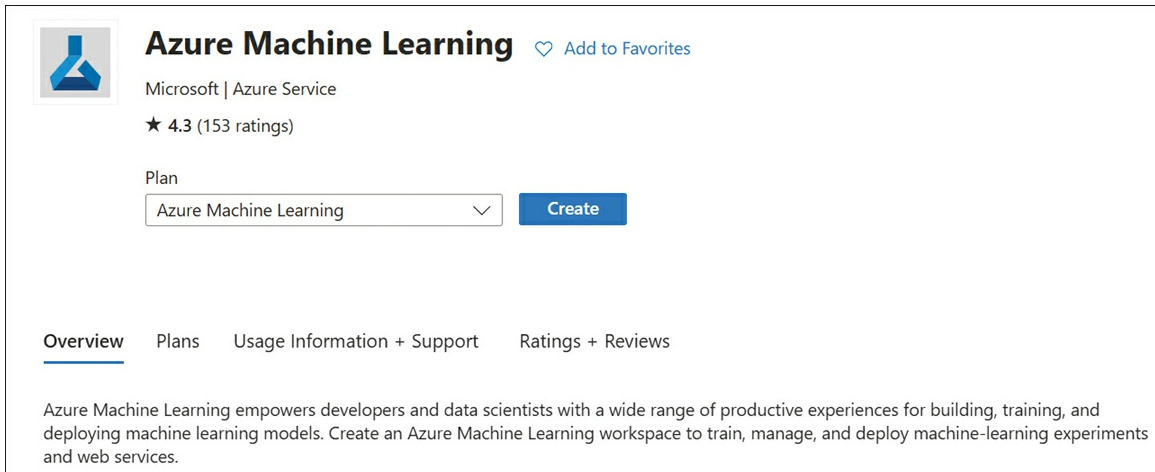 Azure Machine Learning
Add to Favorites
Microsoft | Azure Service
★ 4.3 (153 ratings)
Plan
Azure Machine Learning
Create
Overview Plans Usage Information + Support Ratings + Reviews
Azure Machine Learning empowers developers and data scientists with a wide range of productive experiences for building, training, and
deploying machine learning models. Create an Azure Machine Learning workspace to train, manage, and deploy machine-learning experiments
and web services.